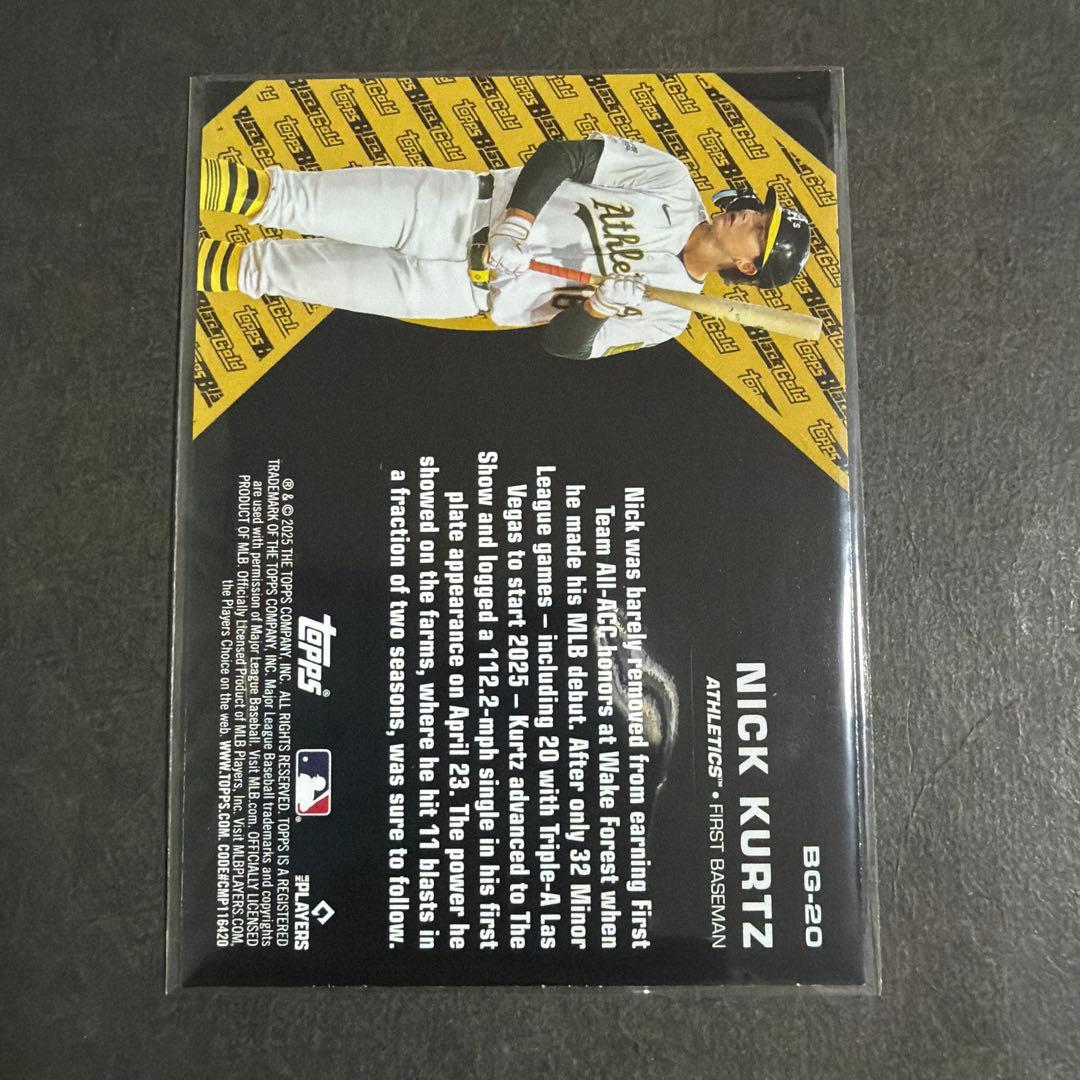 BG-20
NICK KURTZ
ATHLETICS™ • FIRST BASEMAN
Nick was barely removed from earning First
Team All-ACC honors at Wake Forest when
he made his MLB debut. After only 32 Minor
League games – including 20 with Triple-A Las
Vegas to start 2025 – Kurtz advanced to The
Show and logged a 112.2-mph single in his first
plate appearance on April 23. The power he
showed on the farms, where he hit 11 blasts in
a fraction of two seasons, was sure to follow.
topps®
MLB PLAYERS
® & © 2025 THE TOPPS COMPANY, INC. ALL RIGHTS RESERVED. TOPPS IS A REGISTERED
TRADEMARK OF THE TOPPS COMPANY, INC. Major League Baseball trademarks and copyrights
are used with permission of Major League Baseball. Visit MLB.com. OFFICIALLY LICENSED
PRODUCT OF MLB. Officially Licensed Product of MLB Players, Inc. Visit MLBPLAYERS.COM,
the Players Choice on the web. WWW.TOPPS.COM. CODE#CMP116420
Topps Black Gold
A's